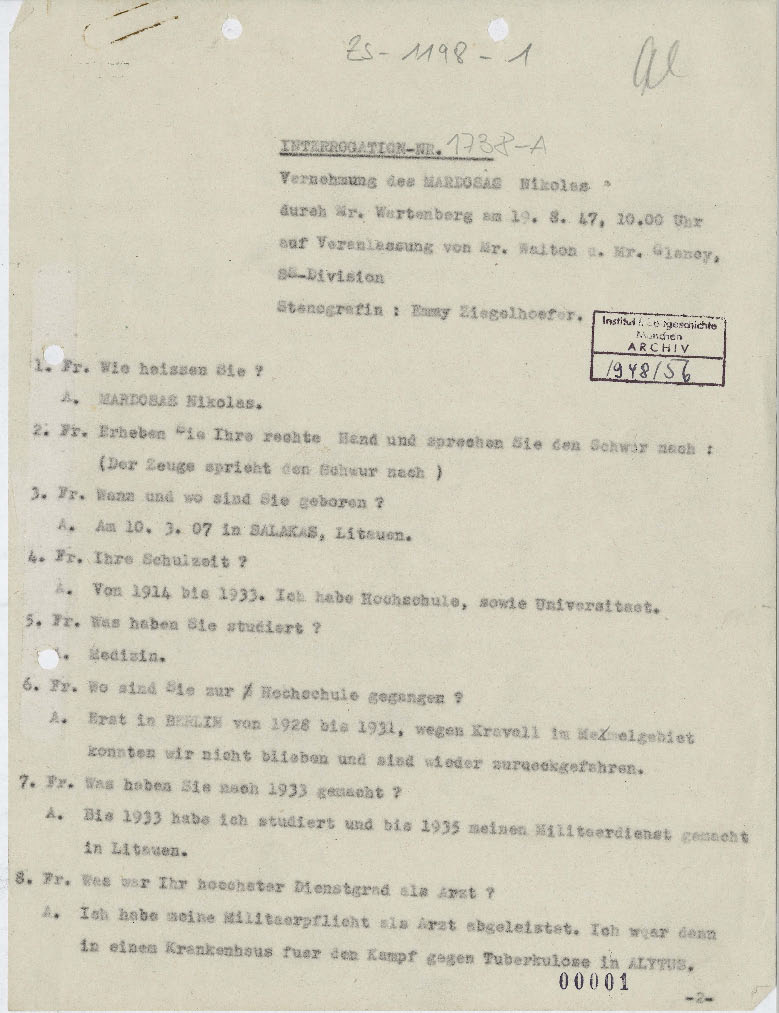 ZS-1198-1
INTERROGATION-NR. 1738-A
Vernehmung des MARDOSAS Nikolas
durch Mr. Wartenberg am 19. 8. 47, 10.00 Uhr
auf Veranlassung von Mr. Walton u. Mr. Glancy,
SS-Division
Stenografin : Emmy Ziegelhoefer.
Institut f. Zeitgeschichte
München
ARCHIV
1948/56
1. Fr. Wie heissen Sie ?
A. MARDOSAS Nikolas.
2. Fr. Erheben Sie Ihre rechte Hand und sprechen Sie den Schwur nach :
(Der Zeuge spricht den Schwur nach )
3. Fr. Wann und wo sind Sie geboren ?
A. Am 10. 3. 07 in SALAKAS, Litauen.
4. Fr. Ihre Schulzeit ?
A. Von 1914 bis 1933. Ich habe Hochschule, sowie Universitaet.
5. Fr. Was haben Sie studiert ?
A. Medizin.
6. Fr. Wo sind Sie zur Hochschule gegangen ?
A. Erst in BERLIN von 1928 bis 1931, wegen Kravall im Memelgebiet
konnten wir nicht blieben und sind wieder zurueckgefahren.
7. Fr. Was haben Sie nach 1933 gemacht ?
A. Bis 1933 habe ich studiert und bis 1935 meinen Militaerdienst gemacht
in Litauen.
8. Fr. Was war Ihr hoechster Dienstgrad als Arzt ?
A. Ich habe meine Militaerpflicht als Arzt abgeleistet. Ich wqar dann
in einem Krankenhaus fuer den Kampf gegen Tuberkulose in ALYTUS.
00001
-2-